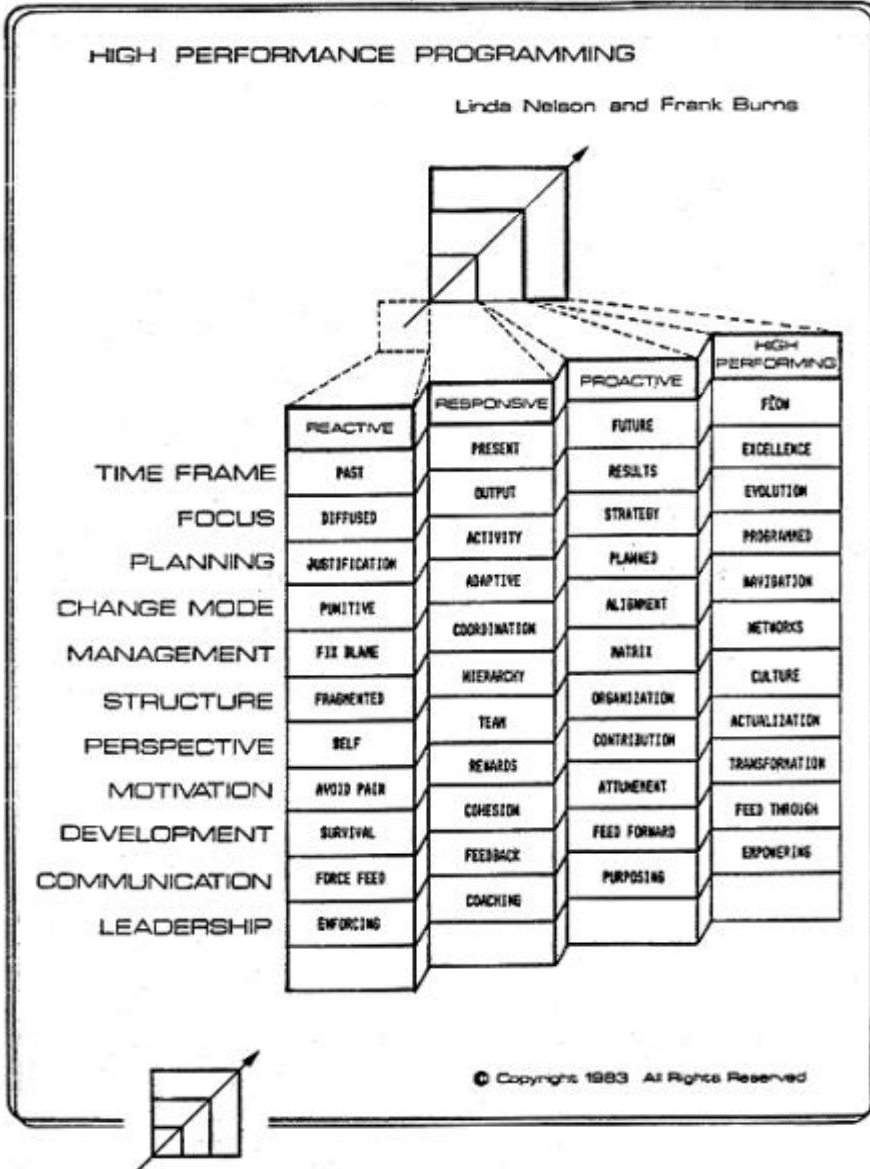 HIGH PERFORMANCE PROGRAMMING
Linda Nelson and Frank Burns
REACTIVE RESPONSIVE PROACTIVE HIGH PERFORMING
TIME FRAME PAST PRESENT FUTURE FLOW
FOCUS DIFFUSED OUTPUT RESULTS EXCELLENCE
PLANNING JUSTIFICATION ACTIVITY STRATEGY EVOLUTION
CHANGE MODE PUNITIVE ADAPTIVE PLANNED PROGRAMMED
MANAGEMENT FIX BLAME COORDINATION ALIGNMENT NAVIGATION
STRUCTURE FRAGMENTED HIERARCHY MATRIX NETWORKS
PERSPECTIVE SELF TEAM ORGANIZATION CULTURE
MOTIVATION AVOID PAIN REWARDS CONTRIBUTION ACTUALIZATION
DEVELOPMENT SURVIVAL COHESION ATTUNEMENT TRANSFORMATION
COMMUNICATION FORCE FEED FEEDBACK FEED FORWARD FEED THROUGH
LEADERSHIP ENFORCING COACHING PURPOSING EMPOWERING
© Copyright 1983 All Rights Reserved